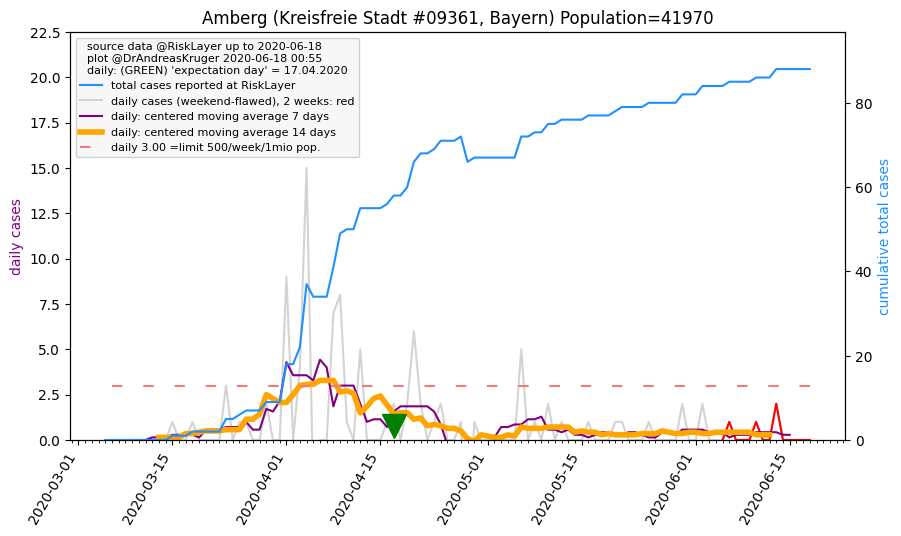 Amberg (Kreisfreie Stadt #09361, Bayern) Population=41970
source data @RiskLayer up to 2020-06-18
plot @DrAndreasKruger 2020-06-18 00:55
daily: (GREEN) 'expectation day' = 17.04.2020
total cases reported at RiskLayer
daily cases (weekend-flawed), 2 weeks: red
daily: centered moving average 7 days
daily: centered moving average 14 days
daily 3.00 =limit 500/week/1mio pop.
daily cases
22.5
20.0
17.5
15.0
12.5
10.0
7.5
5.0
2.5
0.0
80
60
40
20
0
cumulative total cases
2020-03-01
2020-03-15
2020-04-01
2020-04-15
2020-05-01
2020-05-15
2020-06-01
2020-06-15